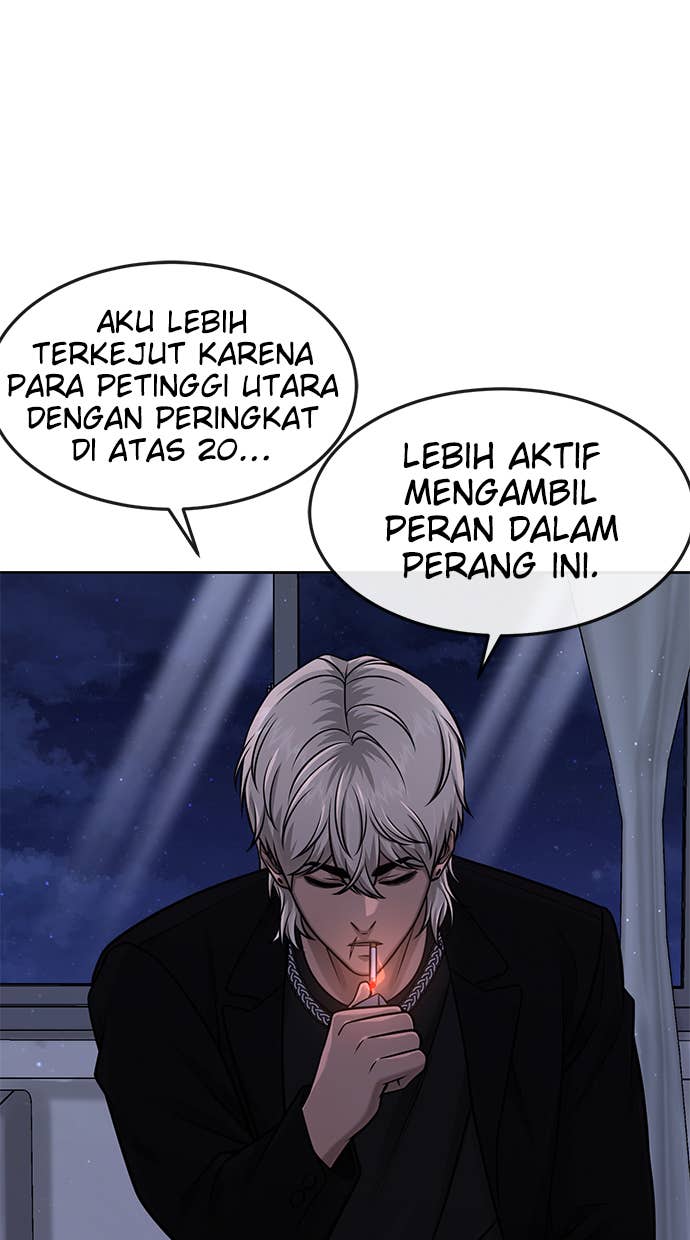 AKU LEBIH
TERKEJUT KARENA
PARA PETINGGI UTARA
DENGAN PERINGKAT
DI ATAS 20...
LEBIH AKTIF
MENGAMBIL
PERAN DALAM
PERANG INI.